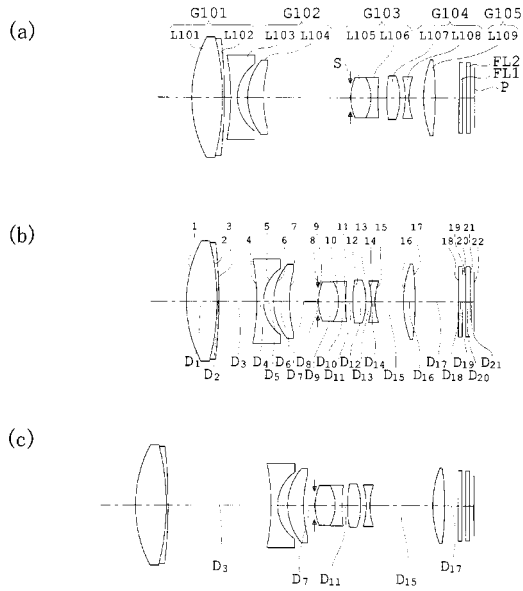 (a)
G101 G102 G103 G104 G105
L101 L102 L103 L104 L105 L106 L107 L108 L109
S
FL2
FL1
P
(b)
1 2 3 4 5 6 7 8 9 10 11 12 13 14 15 16 17 18 19 20 21 22
D1 D2 D3 D4 D5 D6 D7 D8 D9 D10 D11 D12 D13 D14 D15 D16 D17 D18 D19 D20 D21
(c)
D3 D7 D11 D15 D17